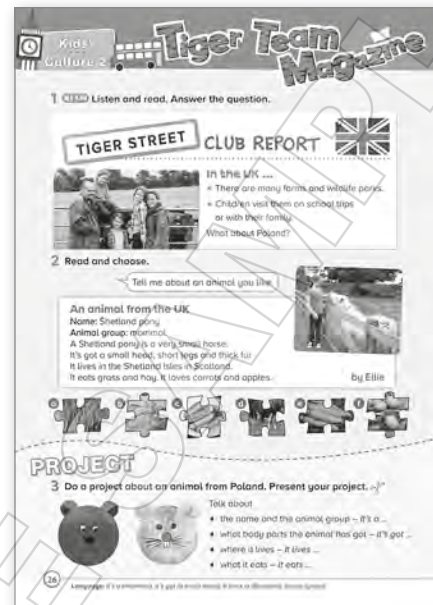 Kids' Culture 2
Tiger Team Magazine
1 Listen and read. Answer the question.
TIGER STREET CLUB REPORT
In the UK ...
There are many farms and wildlife parks.
Children visit them on school trips
or with their family.
What about Poland?
2 Read and choose.
Tell me about an animal you like.
An animal from the UK
Name: Shetland pony
Animal group: mammal
A Shetland pony is a very small horse.
It's got a small head, short legs and thick fur.
It lives in the Shetland Isles in Scotland.
It eats grass and hay. It loves carrots and apples.
by Ellie
a b c d e f
PROJECT
3 Do a project about an animal from Poland. Present your project.
Talk about
• the name and the animal group – It's a ...
• what body parts the animal has got – It's got ...
• where it lives – It lives ...
• what it eats – It eats ...
26
SAMPLE